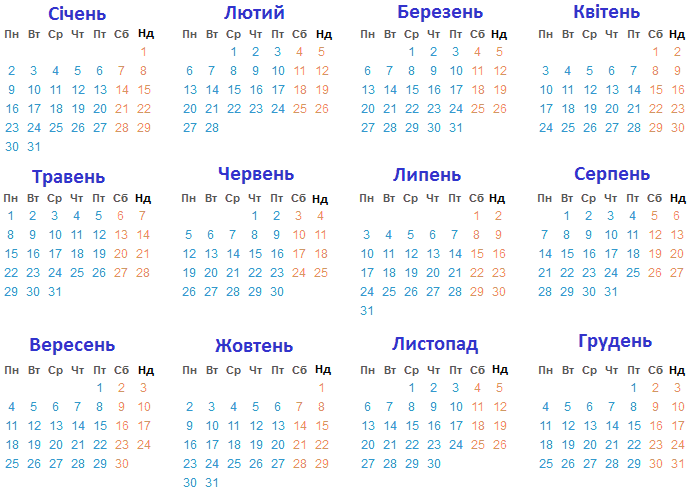 Січень Лютий Березень Квітень
Пн Вт Ср Чт Пт Сб Нд Пн Вт Ср Чт Пт Сб Нд Пн Вт Ср Чт Пт Сб Нд Пн Вт Ср Чт Пт Сб Нд
1 1 2 3 4 5 1 2 3 4 5 1 2
2 3 4 5 6 7 8 6 7 8 9 10 11 12 6 7 8 9 10 11 12 3 4 5 6 7 8 9
9 10 11 12 13 14 15 13 14 15 16 17 18 19 13 14 15 16 17 18 19 10 11 12 13 14 15 16
16 17 18 19 20 21 22 20 21 22 23 24 25 26 20 21 22 23 24 25 26 17 18 19 20 21 22 23
23 24 25 26 27 28 29 27 28 27 28 29 30 31 24 25 26 27 28 29 30
30 31
Травень Червень Липень Серпень
Пн Вт Ср Чт Пт Сб Нд Пн Вт Ср Чт Пт Сб Нд Пн Вт Ср Чт Пт Сб Нд Пн Вт Ср Чт Пт Сб Нд
1 2 3 4 5 6 7 1 2 3 4 1 2 1 2 3 4 5 6
8 9 10 11 12 13 14 5 6 7 8 9 10 11 3 4 5 6 7 8 9 7 8 9 10 11 12 13
15 16 17 18 19 20 21 12 13 14 15 16 17 18 10 11 12 13 14 15 16 14 15 16 17 18 19 20
22 23 24 25 26 27 28 19 20 21 22 23 24 25 17 18 19 20 21 22 23 21 22 23 24 25 26 27
29 30 31 26 27 28 29 30 24 25 26 27 28 29 30 28 29 30 31
31
Вересень Жовтень Листопад Грудень
Пн Вт Ср Чт Пт Сб Нд Пн Вт Ср Чт Пт Сб Нд Пн Вт Ср Чт Пт Сб Нд Пн Вт Ср Чт Пт Сб Нд
1 2 3 1 1 2 3 4 5 1 2 3
4 5 6 7 8 9 10 2 3 4 5 6 7 8 6 7 8 9 10 11 12 4 5 6 7 8 9 10
11 12 13 14 15 16 17 9 10 11 12 13 14 15 13 14 15 16 17 18 19 11 12 13 14 15 16 17
18 19 20 21 22 23 24 16 17 18 19 20 21 22 20 21 22 23 24 25 26 18 19 20 21 22 23 24
25 26 27 28 29 30 23 24 25 26 27 28 29 27 28 29 30 25 26 27 28 29 30 31
30 31